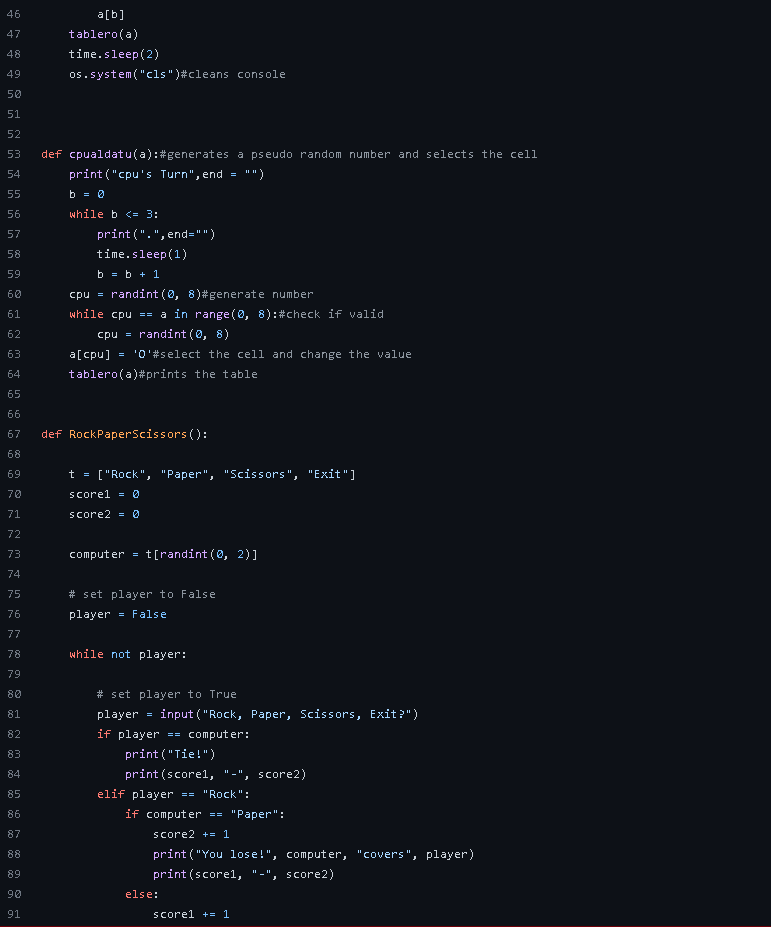 46          a[b]
47      tablero(a)
48      time.sleep(2)
49      os.system("cls")#cleans console
50
51
52
53  def cpualdatu(a):#generates a pseudo random number and selects the cell
54      print("cpu's Turn",end = "")
55      b = 0
56      while b <= 3:
57          print(".",end="")
58          time.sleep(1)
59          b = b + 1
60      cpu = randint(0, 8)#generate number
61      while cpu == a in range(0, 8):#check if valid
62          cpu = randint(0, 8)
63      a[cpu] = 'O'#select the cell and change the value
64      tablero(a)#prints the table
65
66
67  def RockPaperScissors():
68
69      t = ["Rock", "Paper", "Scissors", "Exit"]
70      score1 = 0
71      score2 = 0
72
73      computer = t[randint(0, 2)]
74
75      # set player to False
76      player = False
77
78      while not player:
79
80          # set player to True
81          player = input("Rock, Paper, Scissors, Exit?")
82          if player == computer:
83              print("Tie!")
84              print(score1, "-", score2)
85          elif player == "Rock":
86              if computer == "Paper":
87                  score2 += 1
88                  print("You lose!", computer, "covers", player)
89                  print(score1, "-", score2)
90              else:
91                  score1 += 1